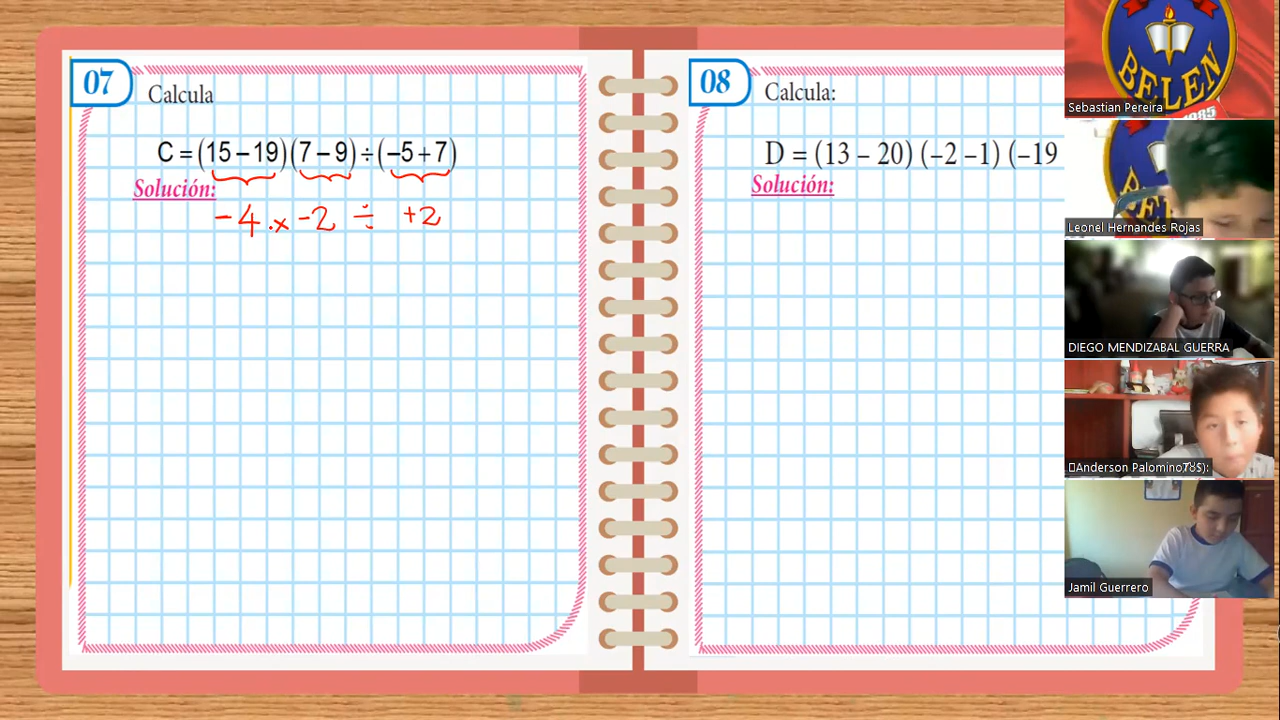 07
Calcula
C = (15 – 19) (7 – 9) ÷ (–5 + 7)
Solución:
-4 . x -2 ÷ +2
08
Calcula:
D = (13 – 20) (–2 –1) (–19
Solución:
BELEN
1985
Sebastian Pereira
Leonel Hernandes Rojas
DIEGO MENDIZABAL GUERRA
Anderson Palomino
Jamil Guerrero